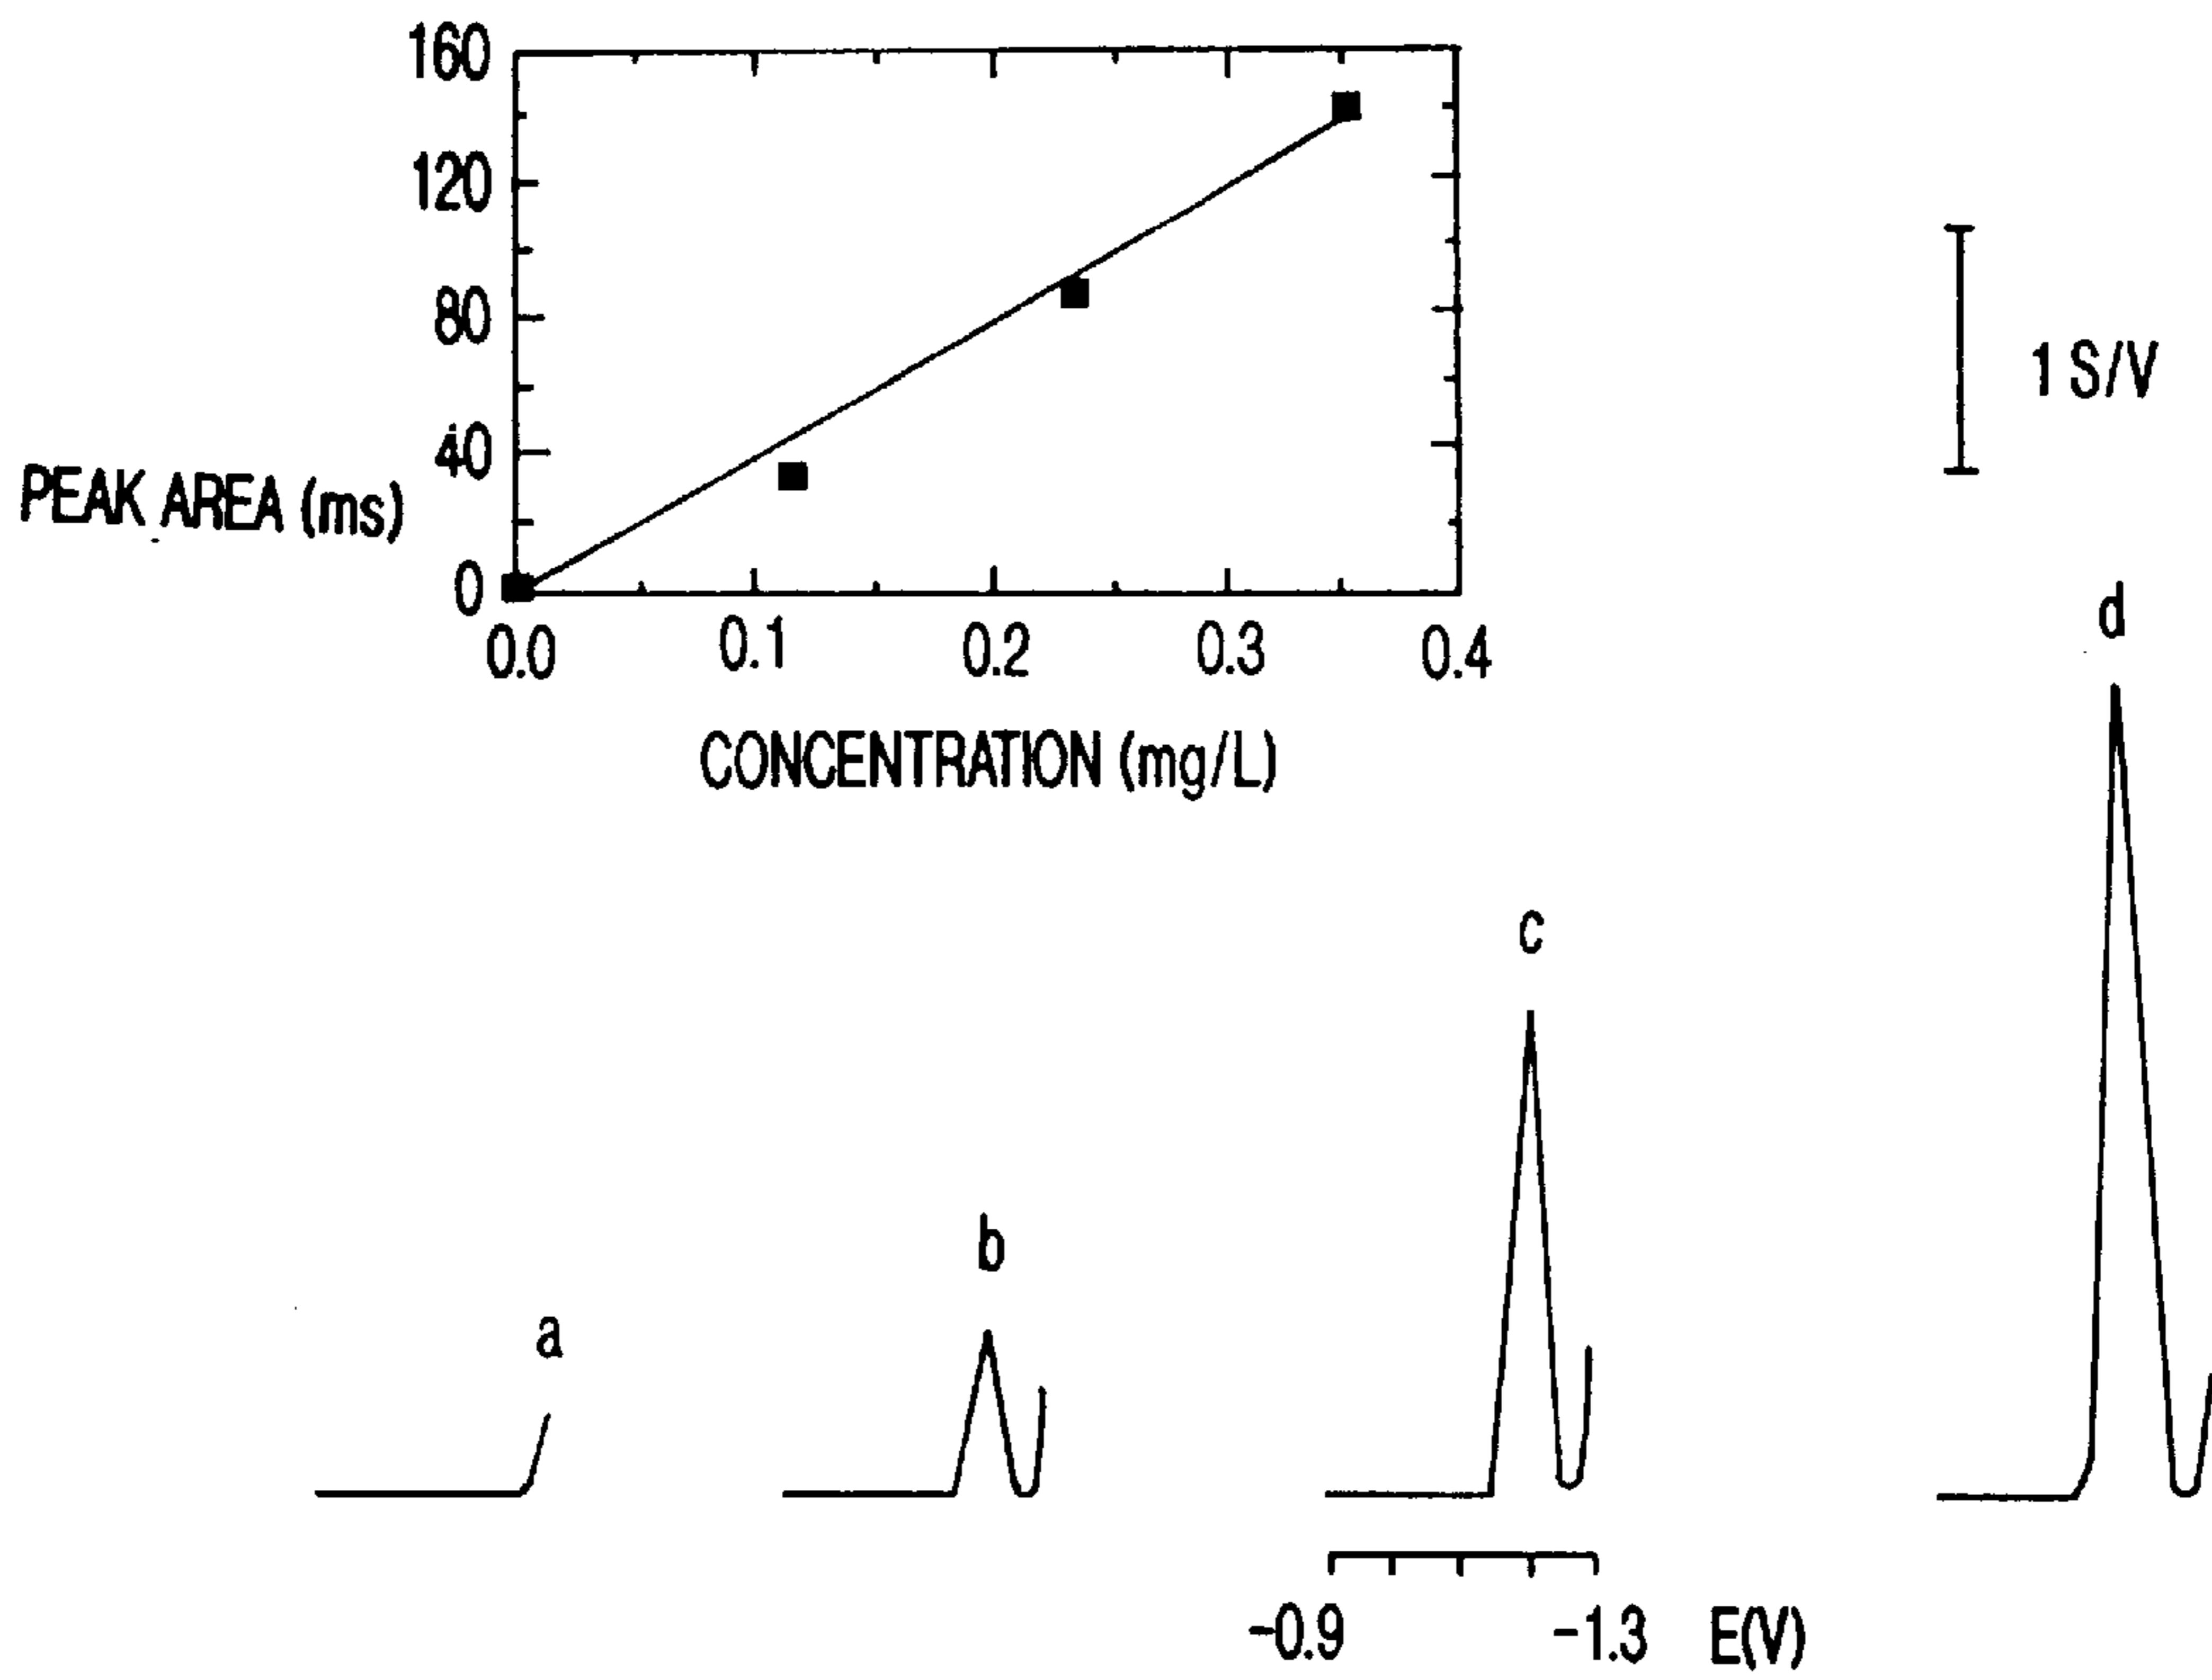 160
120
80
40
PEAK AREA (ms)
0
0.0 0.1 0.2 0.3 0.4
CONCENTRATION (mg/L)
1 S/V
d
c
b
a
-0.9 -1.3 E(V)